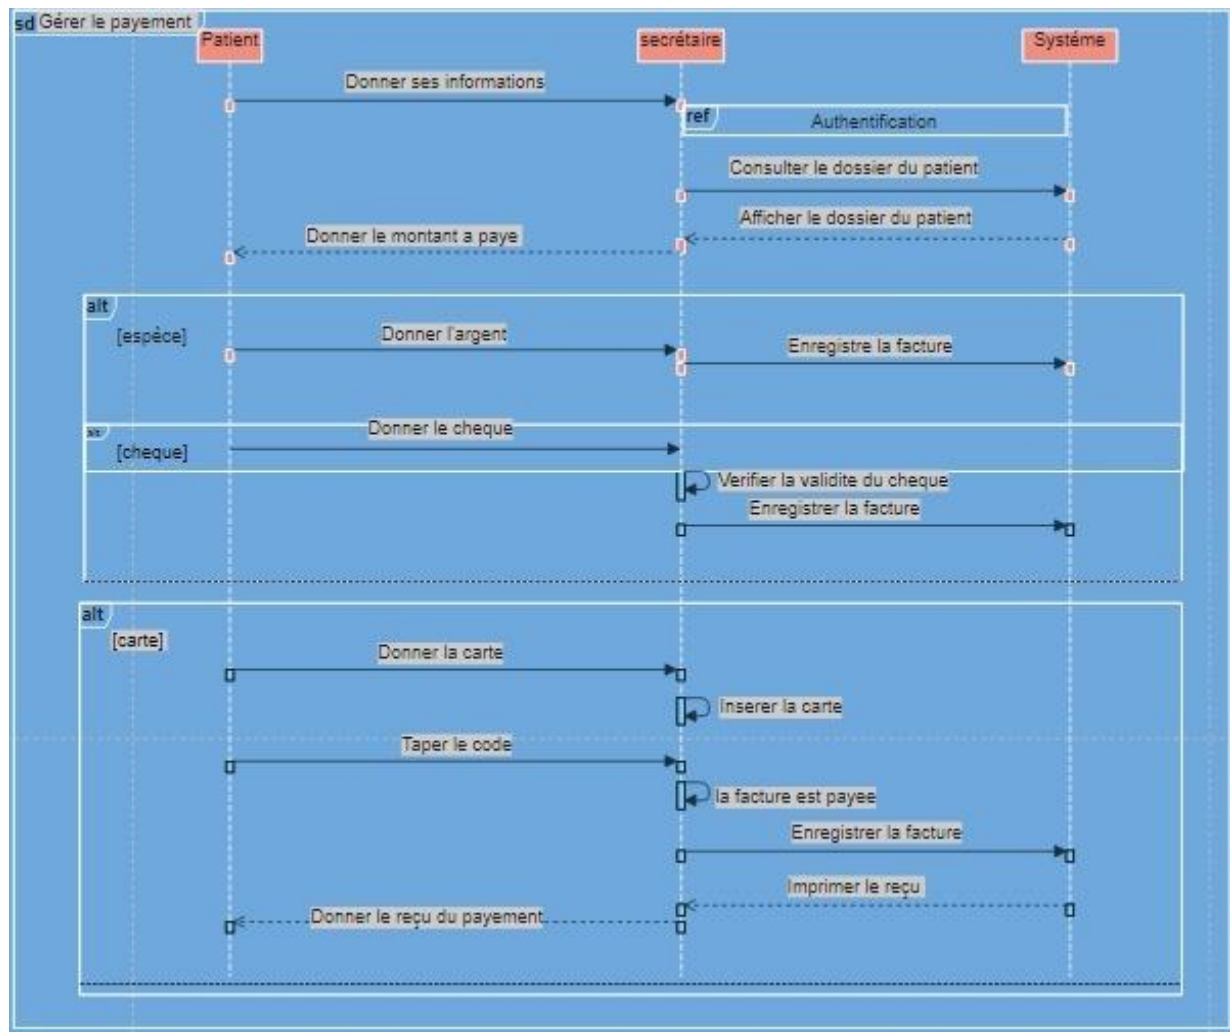 sd Gérer le payement
Patient
secrétaire
Systéme
Donner ses informations
ref
Authentification
Consulter le dossier du patient
Afficher le dossier du patient
Donner le montant a paye
alt
[espèce]
Donner l'argent
Enregistre la facture
alt
[cheque]
Donner le cheque
Verifier la validite du cheque
Enregistrer la facture
alt
[carte]
Donner la carte
Inserer la carte
Taper le code
la facture est payee
Enregistrer la facture
Imprimer le reçu
Donner le reçu du payement